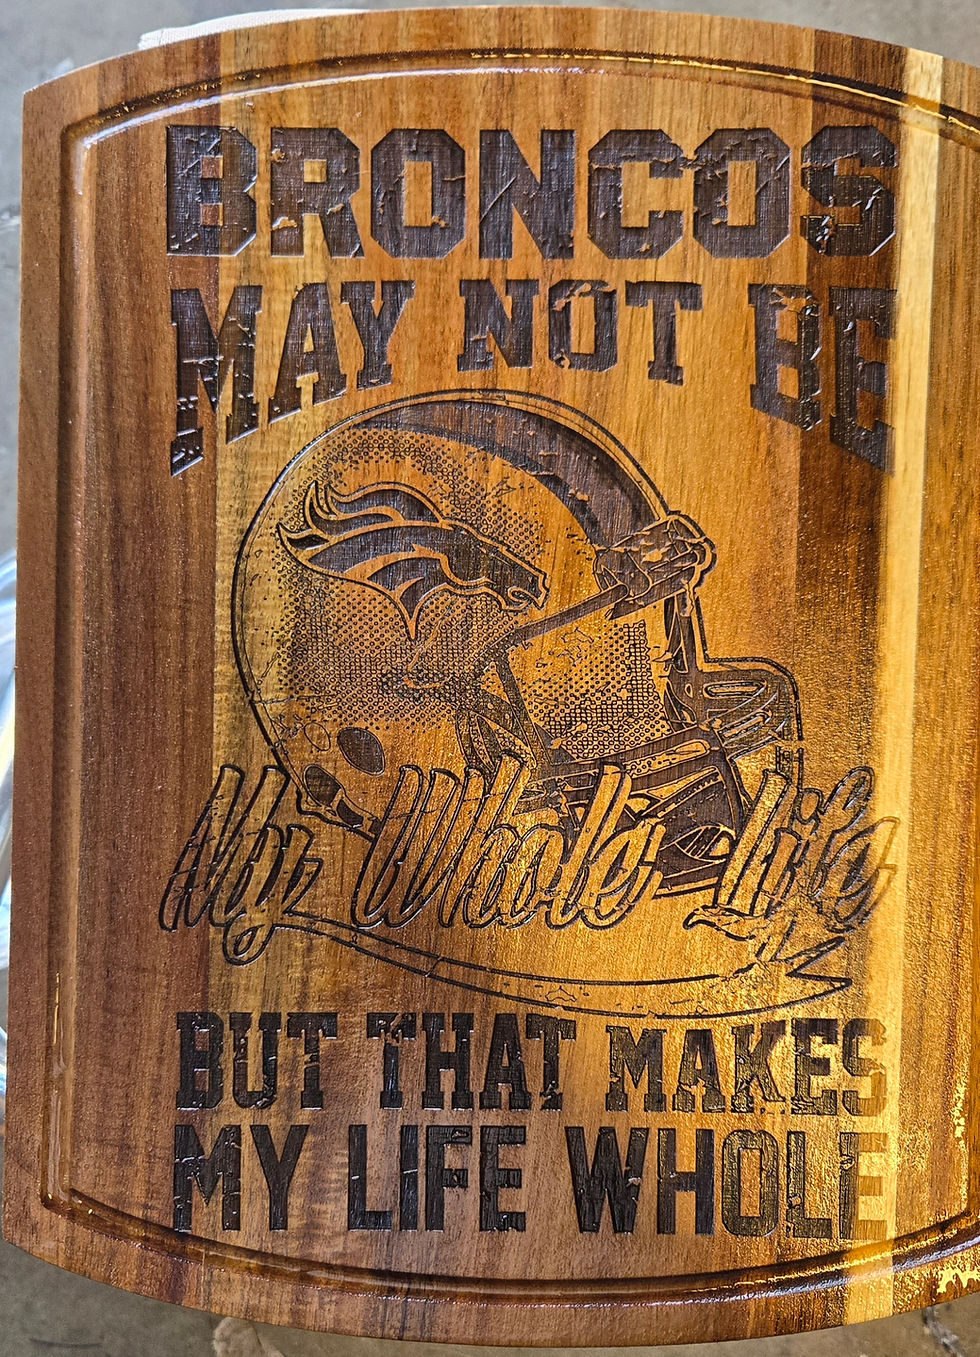 BRONCOS
MAY NOT BE
My Whole Life
BUT THAT MAKES
MY LIFE WHOLE